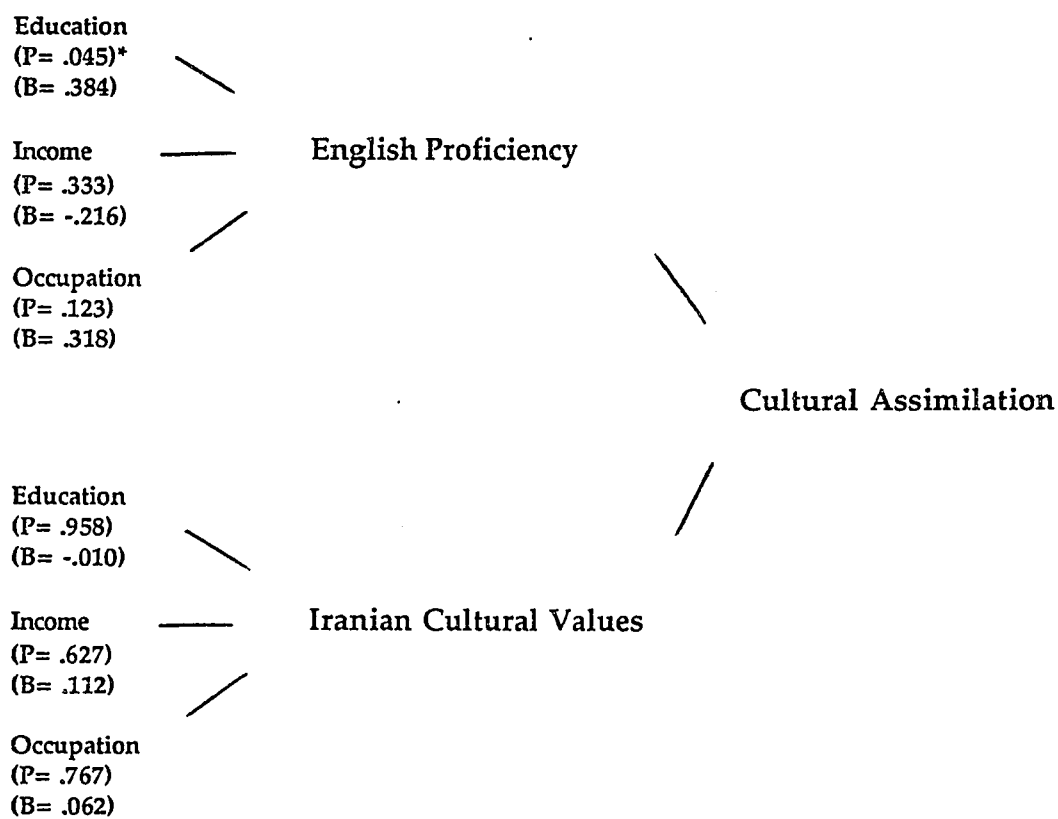 Education
(P= .045)*
(B= .384)
Income
(P= .333)
(B= -.216)
Occupation
(P= .123)
(B= .318)
English Proficiency
Cultural Assimilation
Education
(P= .958)
(B= -.010)
Income
(P= .627)
(B= .112)
Occupation
(P= .767)
(B= .062)
Iranian Cultural Values